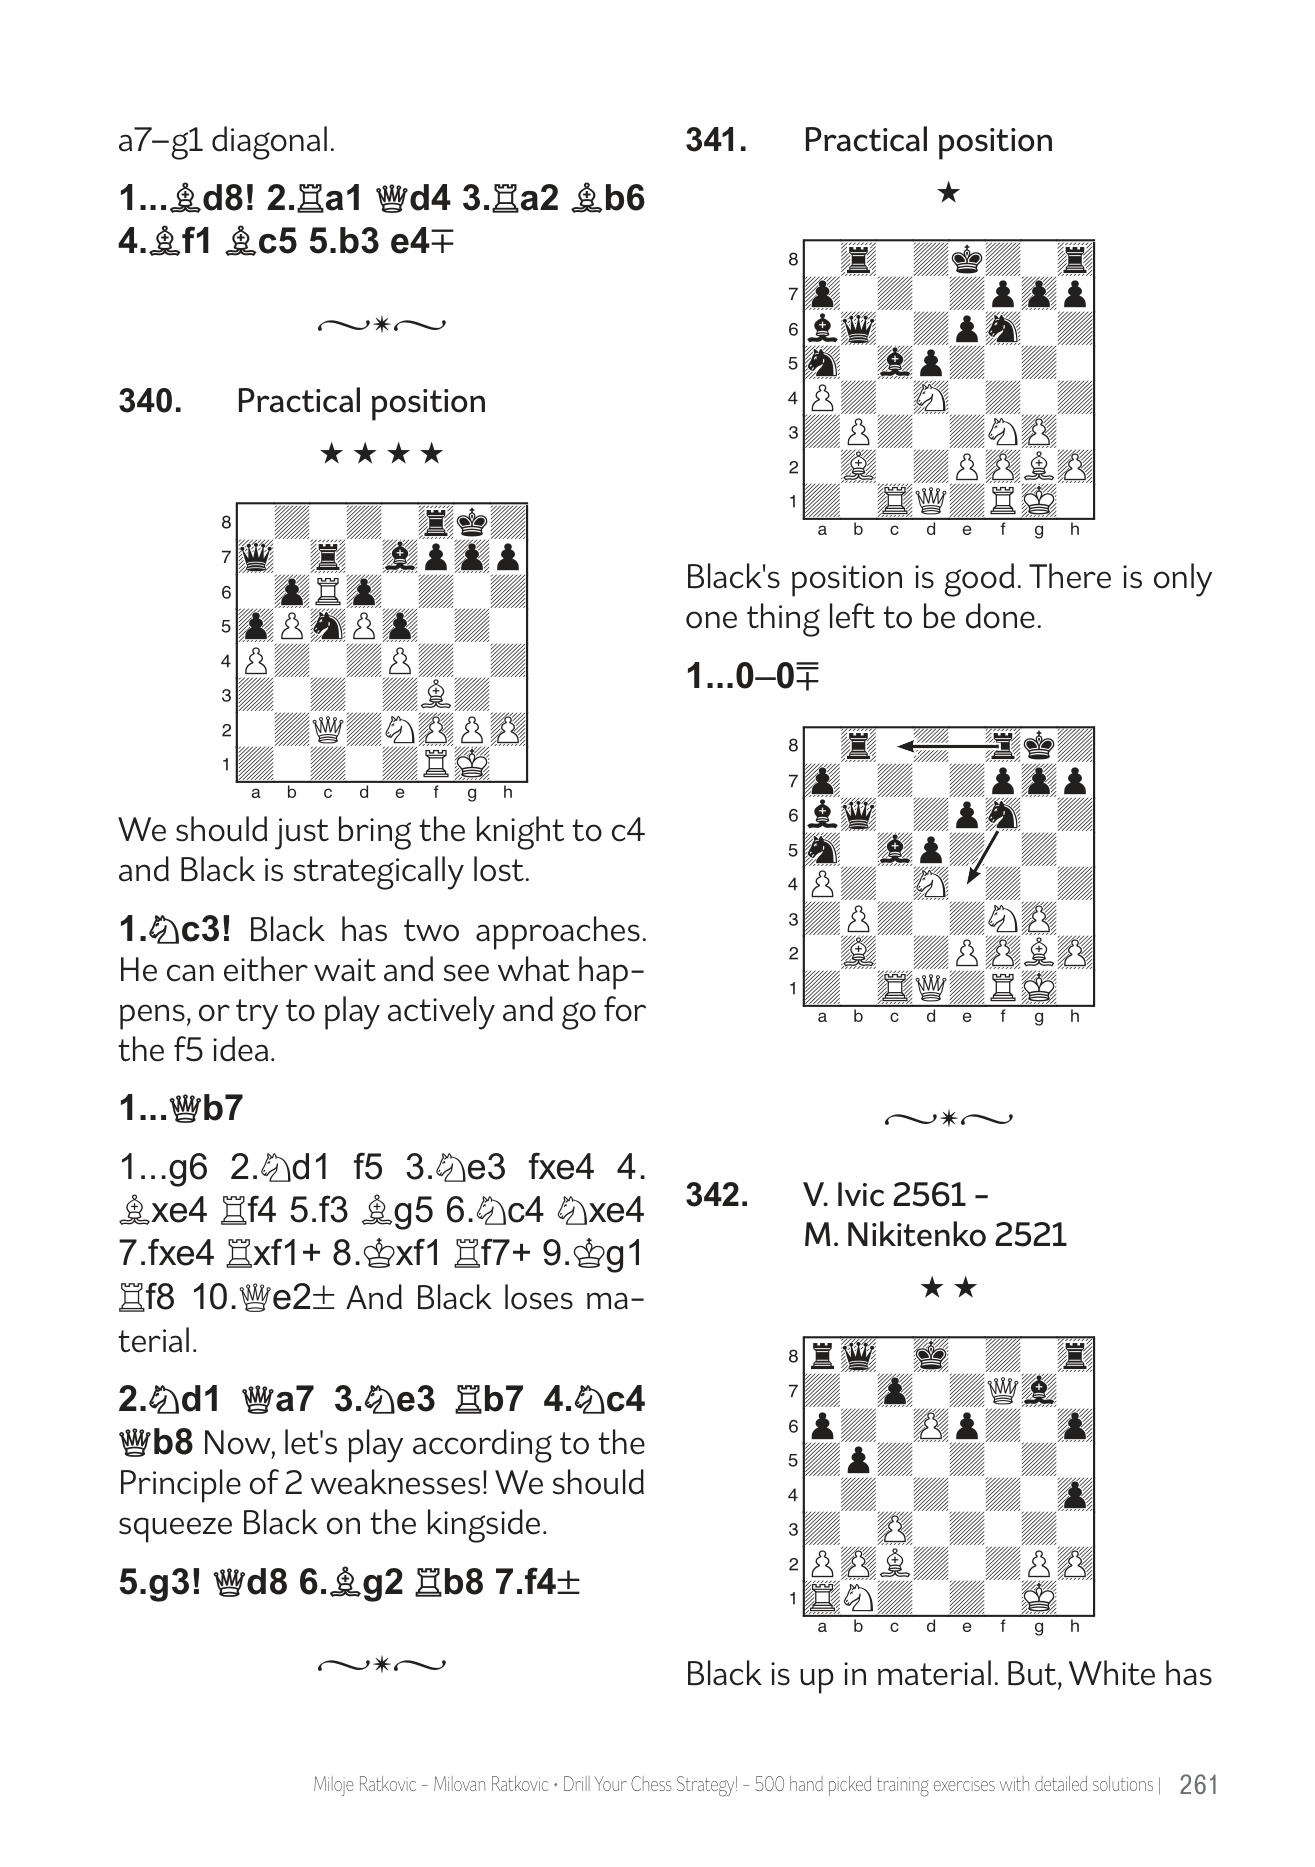 a7–g1 diagonal.
1...♗d8! 2.♖a1 ♕d4 3.♖a2 ♗b6
4.♗f1 ♗c5 5.b3 e4∓
340. Practical position
★ ★ ★ ★
8
7
6
5
4
3
2
1
a b c d e f g h
We should just bring the knight to c4
and Black is strategically lost.
1.♘c3! Black has two approaches.
He can either wait and see what hap-
pens, or try to play actively and go for
the f5 idea.
1...♕b7
1...g6 2.♘d1 f5 3.♘e3 fxe4 4.
♗xe4 ♖f4 5.f3 ♗g5 6.♘c4 ♘xe4
7.fxe4 ♖xf1+ 8.♔xf1 ♖f7+ 9.♔g1
♖f8 10.♕e2± And Black loses ma-
terial.
2.♘d1 ♕a7 3.♘e3 ♖b7 4.♘c4
♕b8 Now, let's play according to the
Principle of 2 weaknesses! We should
squeeze Black on the kingside.
5.g3! ♕d8 6.♗g2 ♖b8 7.f4±
341. Practical position
★
8
7
6
5
4
3
2
1
a b c d e f g h
Black's position is good. There is only
one thing left to be done.
1...0–0⩱
8
7
6
5
4
3
2
1
a b c d e f g h
342. V. Ivic 2561 –
M. Nikitenko 2521
★ ★
8
7
6
5
4
3
2
1
a b c d e f g h
Black is up in material. But, White has
Miloje Ratkovic – Milovan Ratkovic • Drill Your Chess Strategy! – 500 hand picked training exercises with detailed solutions | 261